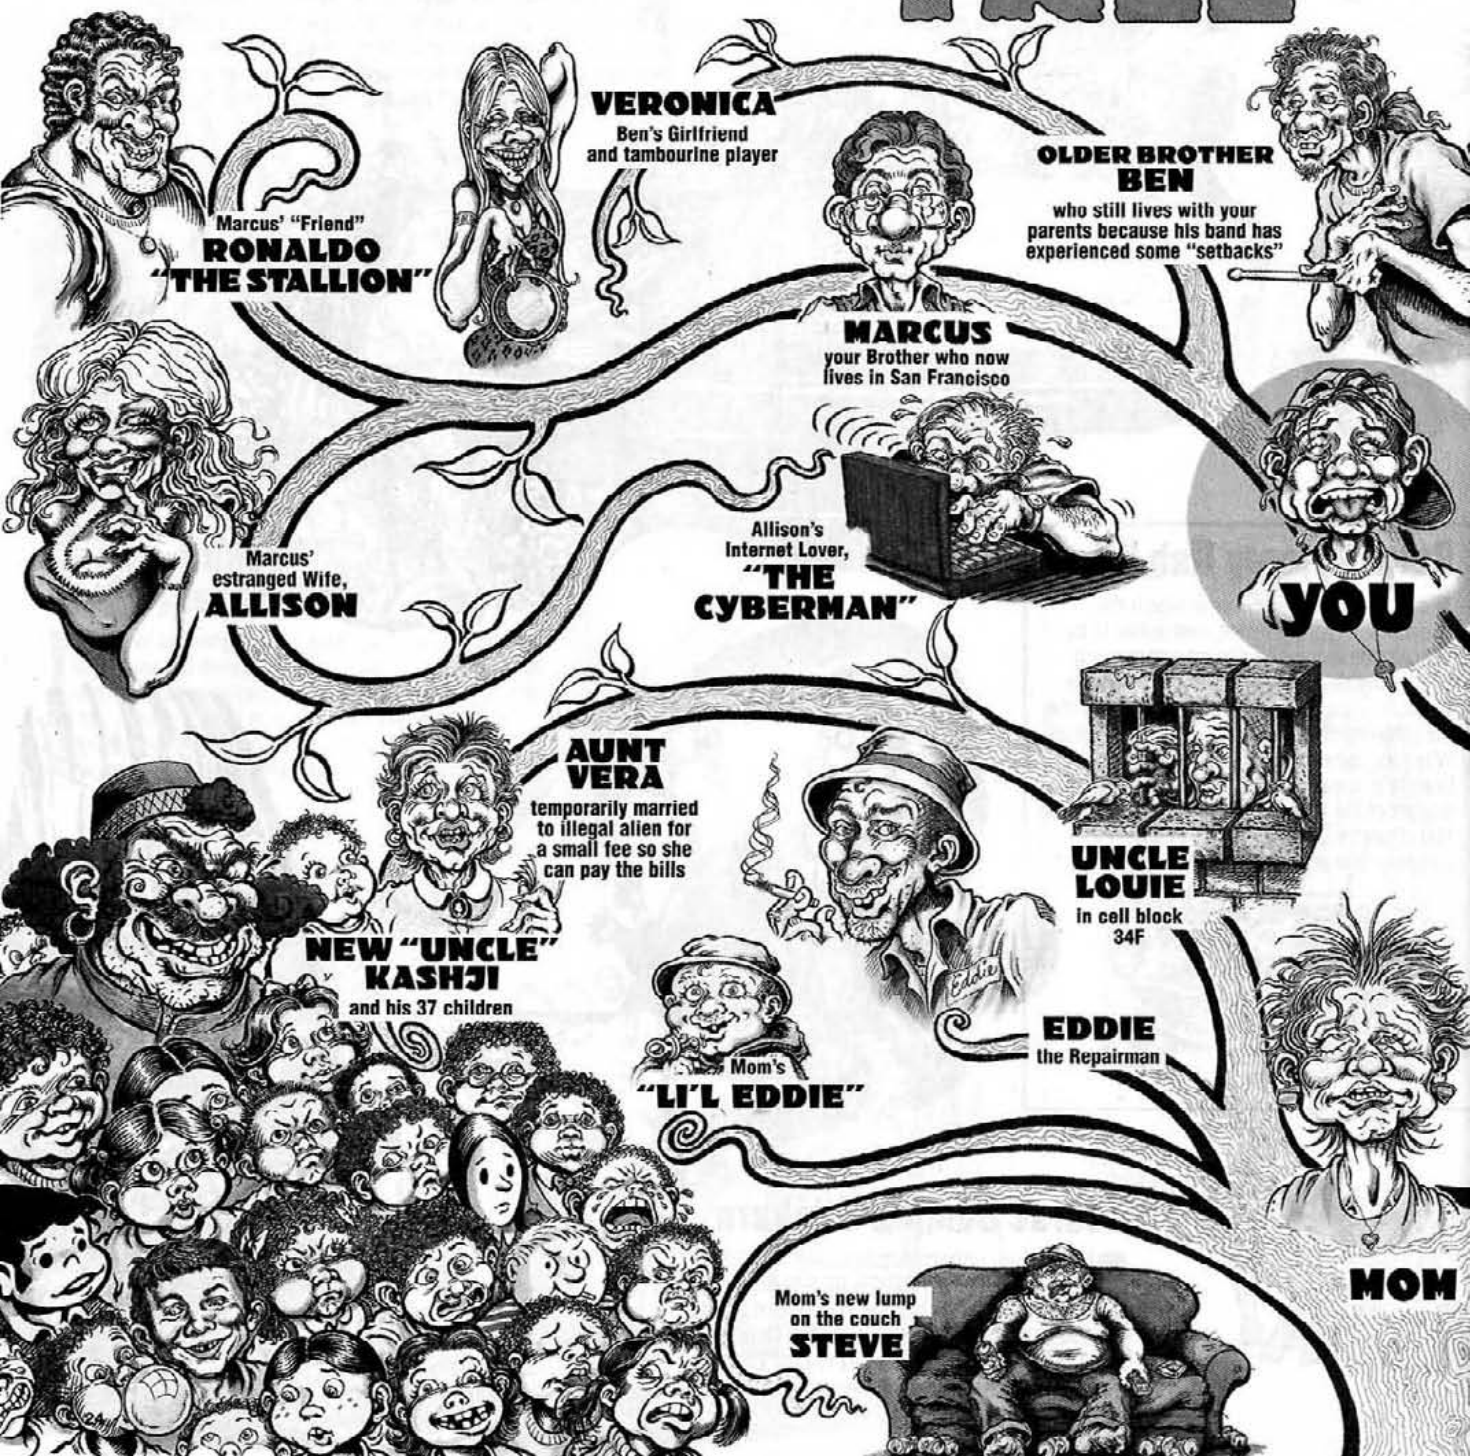 TREE
VERONICA
Ben's Girlfriend
and tambourine player
OLDER BROTHER
BEN
who still lives with your
parents because his band has
experienced some "setbacks"
Marcus' "Friend"
RONALDO
"THE STALLION"
MARCUS
your Brother who now
lives in San Francisco
Marcus'
estranged Wife,
ALLISON
Allison's
Internet Lover,
"THE
CYBERMAN"
YOU
AUNT
VERA
temporarily married
to illegal alien for
a small fee so she
can pay the bills
UNCLE
LOUIE
in cell block
34F
NEW "UNCLE"
KASHJI
and his 37 children
Eddie
EDDIE
the Repairman
Mom's
"LI'L EDDIE"
MOM
Mom's new lump
on the couch
STEVE